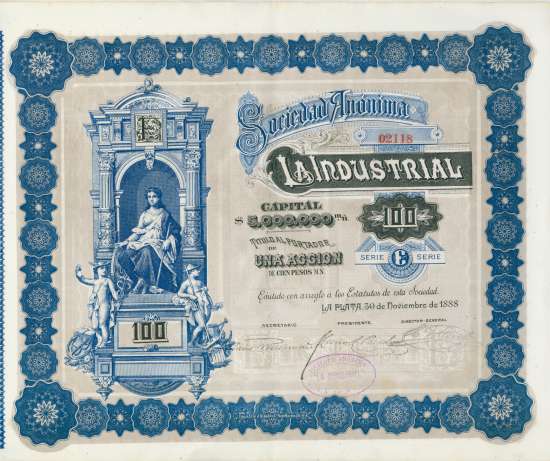 Sociedad Anónima
02118
LA INDUSTRIAL
CAPITAL
$ 5.000.000 m/n
100
TITULO AL PORTADOR
DE
UNA ACCION
DE CIEN PESOS M/N.
SERIE C SERIE
Emitido con arreglo a los Estatutos de esta Sociedad.
LA PLATA, 30 de Noviembre de 1888
SECRETARIO PRESIDENTE DIRECTOR-GENERAL
100